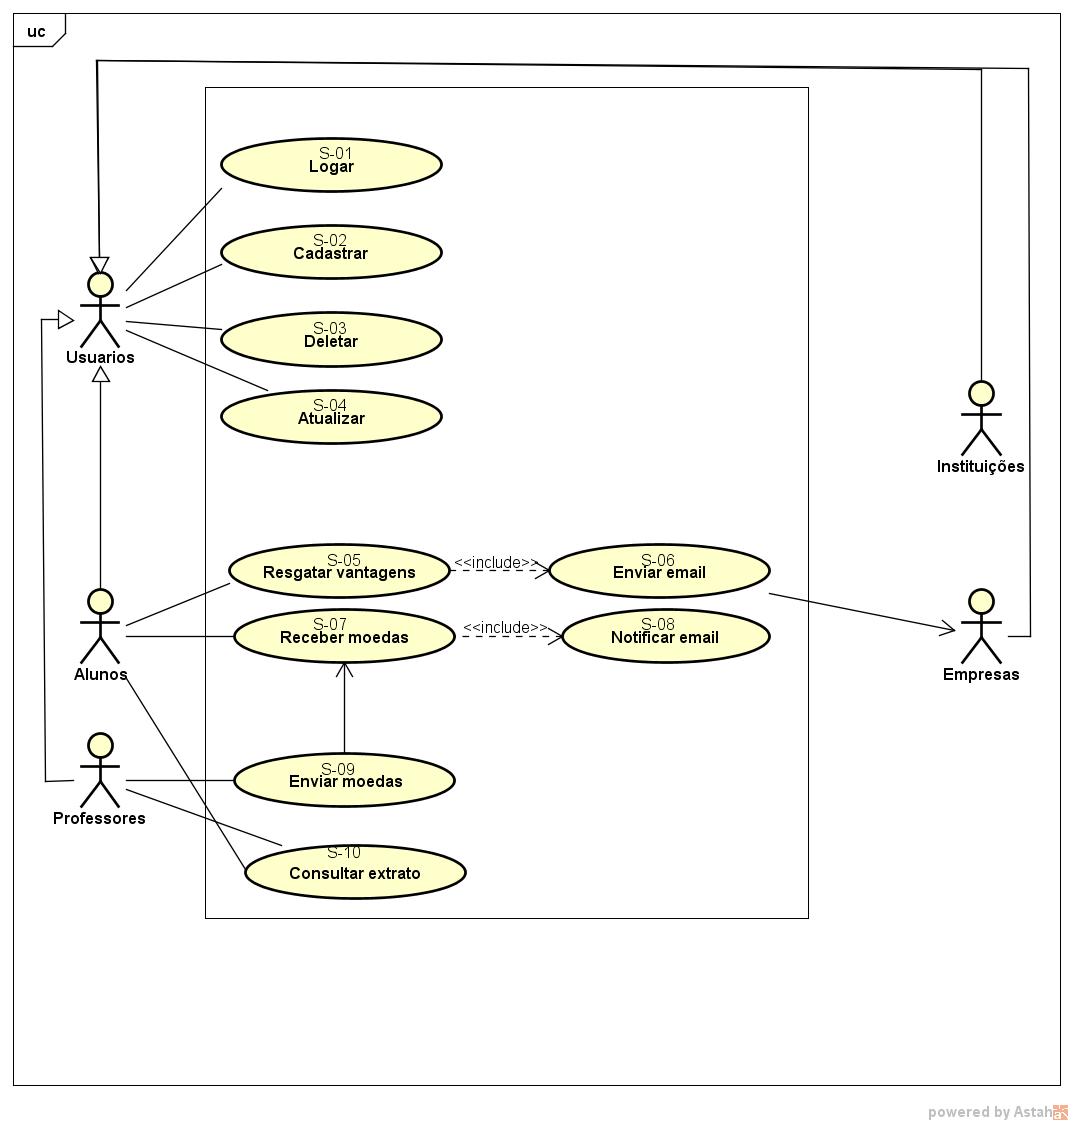 uc
S-01
Logar
S-02
Cadastrar
S-03
Deletar
Usuarios
S-04
Atualizar
Instituições
S-05
Resgatar vantagens
<<include>>
S-06
Enviar email
S-07
Receber moedas
<<include>>
S-08
Notificar email
Alunos
Empresas
S-09
Enviar moedas
Professores
S-10
Consultar extrato
powered by Astah